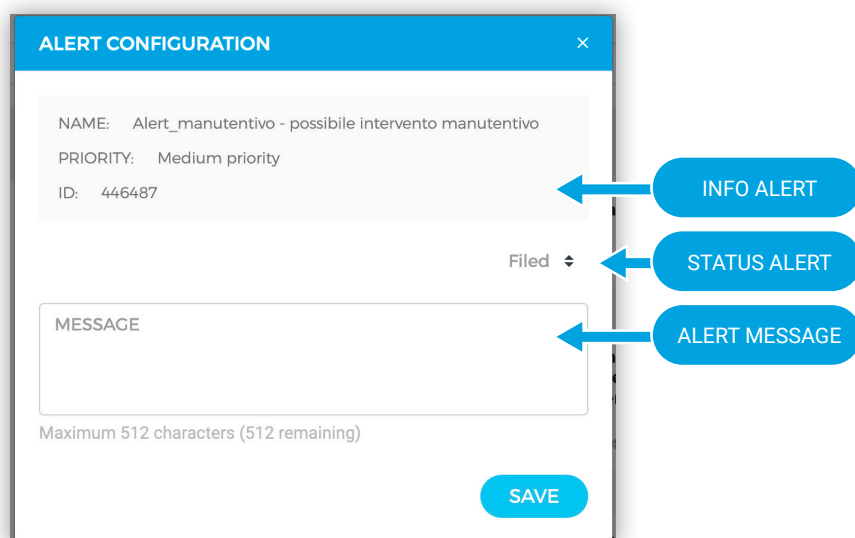 ALERT CONFIGURATION ×
NAME: Alert_manutentivo - possibile intervento manutentivo
PRIORITY: Medium priority
ID: 446487
INFO ALERT
Filed
STATUS ALERT
MESSAGE
ALERT MESSAGE
Maximum 512 characters (512 remaining)
SAVE